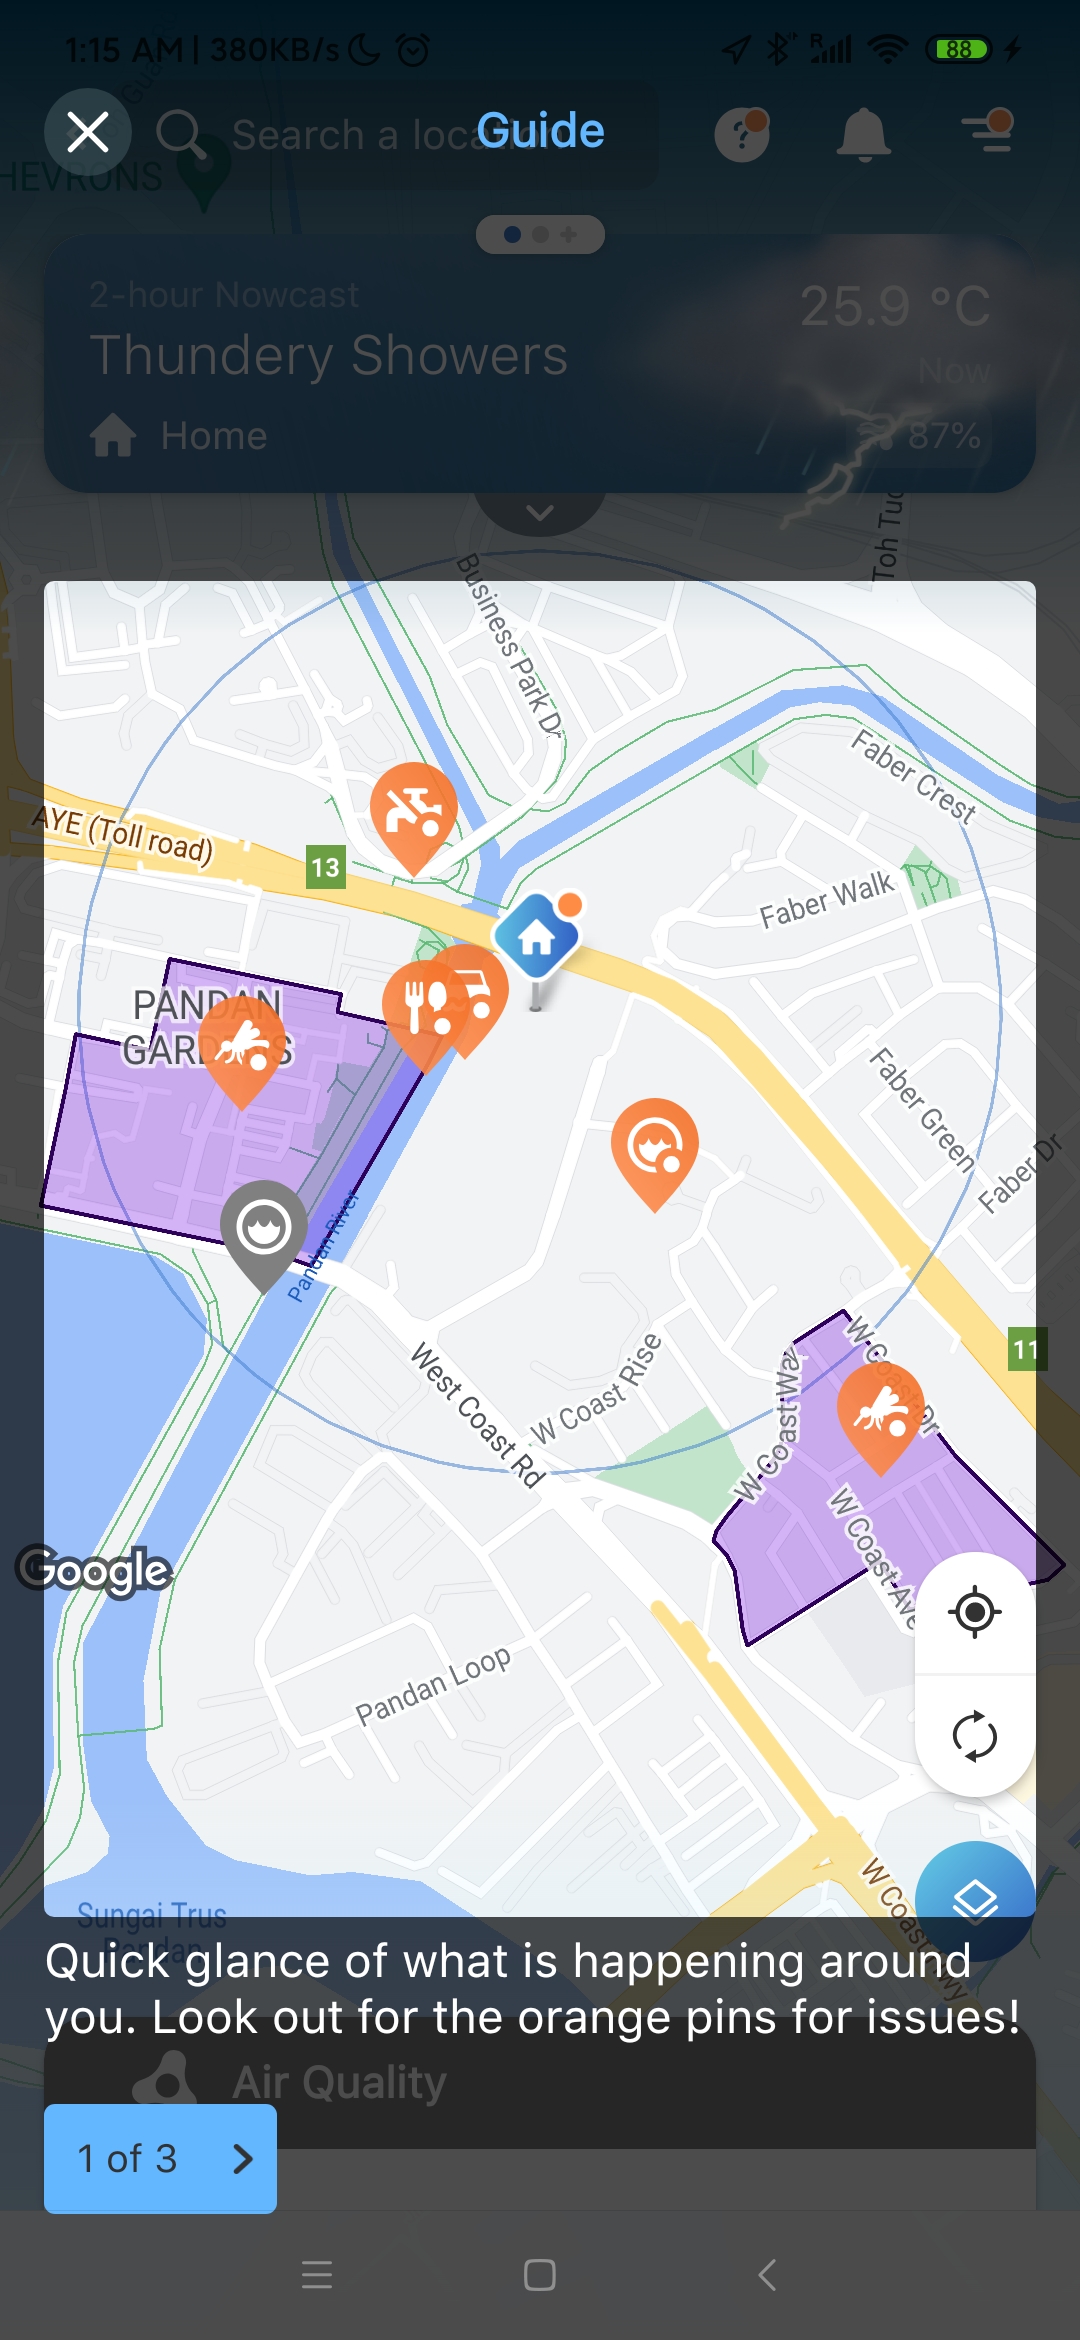 1:15 AM | 380KB/s
R
88
Search a locatio
Guide
?
HEVRONS
2-hour Nowcast
25.9 °C
Thundery Showers
Now
Home
87%
Toh Tuc
Business Park Dr
Faber Crest
AYE (Toll road)
13
Faber Walk
PANDAN
GARDENS
Faber Green
Faber Dr
Pandan River
11
W Coast Dr
West Coast Rd
W Coast Rise
W Coast Way
W Coast Ave
Google
Pandan Loop
W Coast Hwy
Sungai Trus
Pandan
Quick glance of what is happening around
you. Look out for the orange pins for issues!
Air Quality
1 of 3